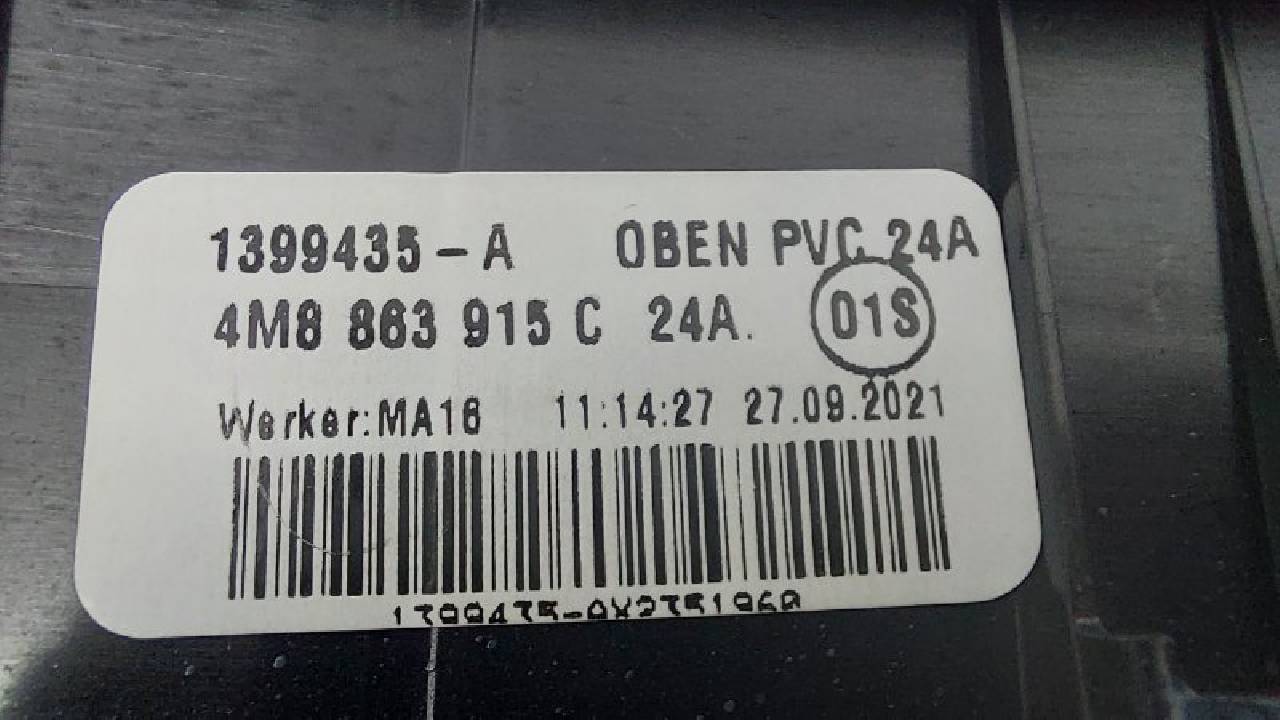 1399435-A OBEN PVC 24A
4M8 863 915 C 24A. 01S
Werker:MA16 11:14:27 27.09.2021